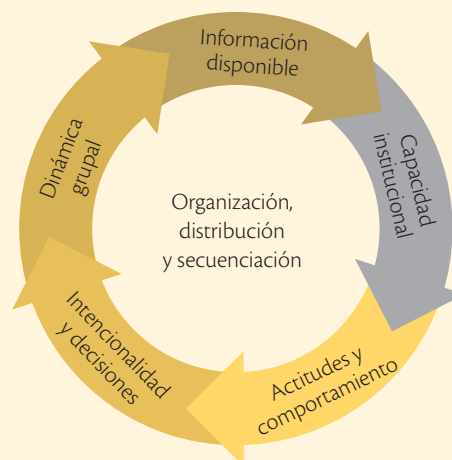 Información
disponible
Capacidad
institucional
Actitudes y
comportamiento
Intencionalidad
y decisiones
Dinámica
grupal
Organización,
distribución
y secuenciación